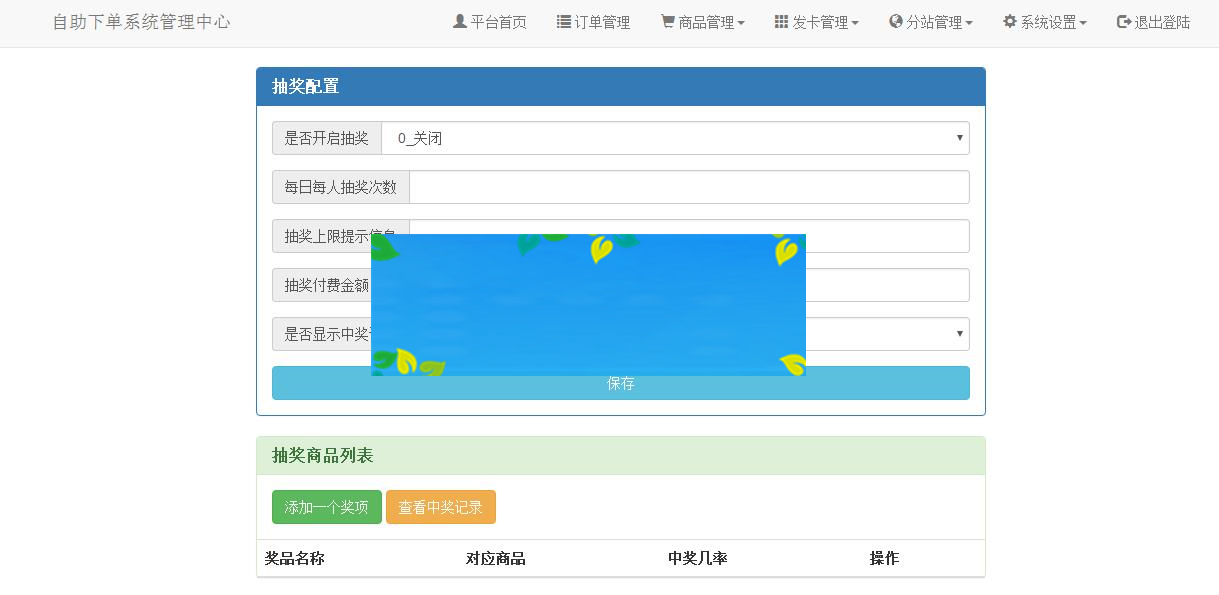 自助下单系统管理中心 平台首页 订单管理 商品管理 发卡管理 分站管理 系统设置 退出登陆
抽奖配置
是否开启抽奖 0_关闭
每日每人抽奖次数
抽奖上限提示信息
抽奖付费金额
是否显示中奖
保存
抽奖商品列表
添加一个奖项 查看中奖记录
奖品名称 对应商品 中奖几率 操作